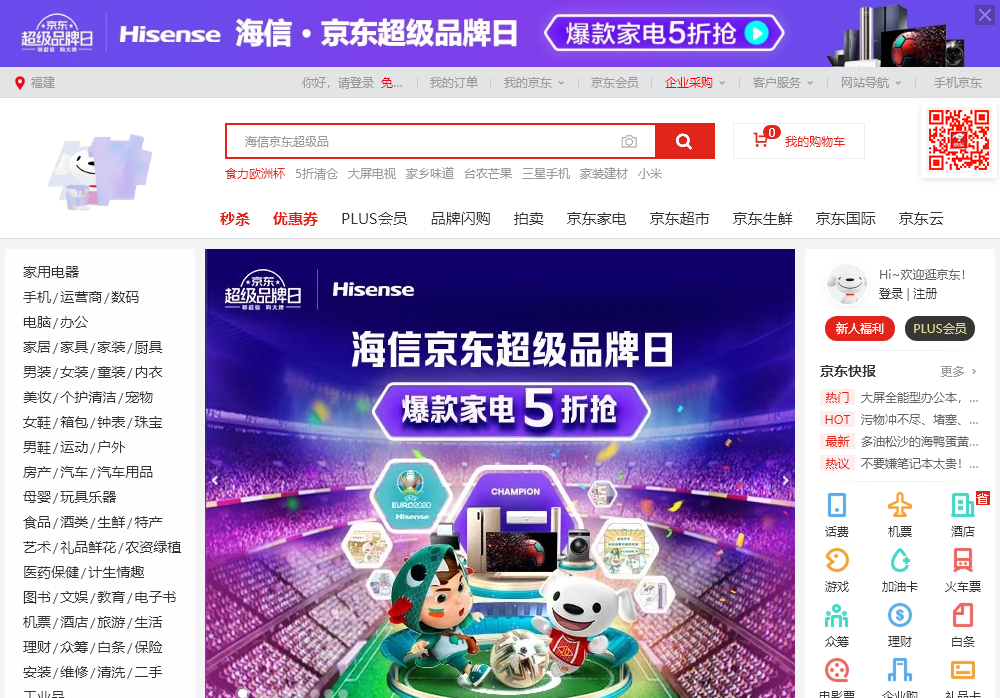 京东
超级品牌日
Hisense 海信·京东超级品牌日 爆款家电5折抢
福建 你好，请登录 免... 我的订单 我的京东 京东会员 企业采购 客户服务 网站导航 手机京东
海信京东超级品 0 我的购物车
食力欧洲杯 5折清仓 大屏电视 家乡味道 台农芒果 三星手机 家装建材 小米
秒杀 优惠券 PLUS会员 品牌闪购 拍卖 京东家电 京东超市 京东生鲜 京东国际 京东云
家用电器
手机/运营商/数码
电脑/办公
家居/家具/家装/厨具
男装/女装/童装/内衣
美妆/个护清洁/宠物
女鞋/箱包/钟表/珠宝
男鞋/运动/户外
房产/汽车/汽车用品
母婴/玩具乐器
食品/酒类/生鲜/特产
艺术/礼品鲜花/农资绿植
医药保健/计生情趣
图书/文娱/教育/电子书
机票/酒店/旅游/生活
理财/众筹/白条/保险
安装/维修/清洗/二手
工业品
京东
超级品牌日
够超级 购大牌
Hisense
海信京东超级品牌日
爆款家电5折抢
CHAMPION
EURO2020
Hisense
Hi~欢迎逛京东!
登录 | 注册
新人福利 PLUS会员
京东快报 更多
热门 大屏全能型办公本，...
HOT 污物冲不尽、堵塞、...
最新 多油松沙的海鸭蛋黄...
热议 不要嫌笔记本太贵！...
省
话费 机票 酒店
游戏 加油卡 火车票
众筹 理财 白条
电影票 企业购 礼品卡